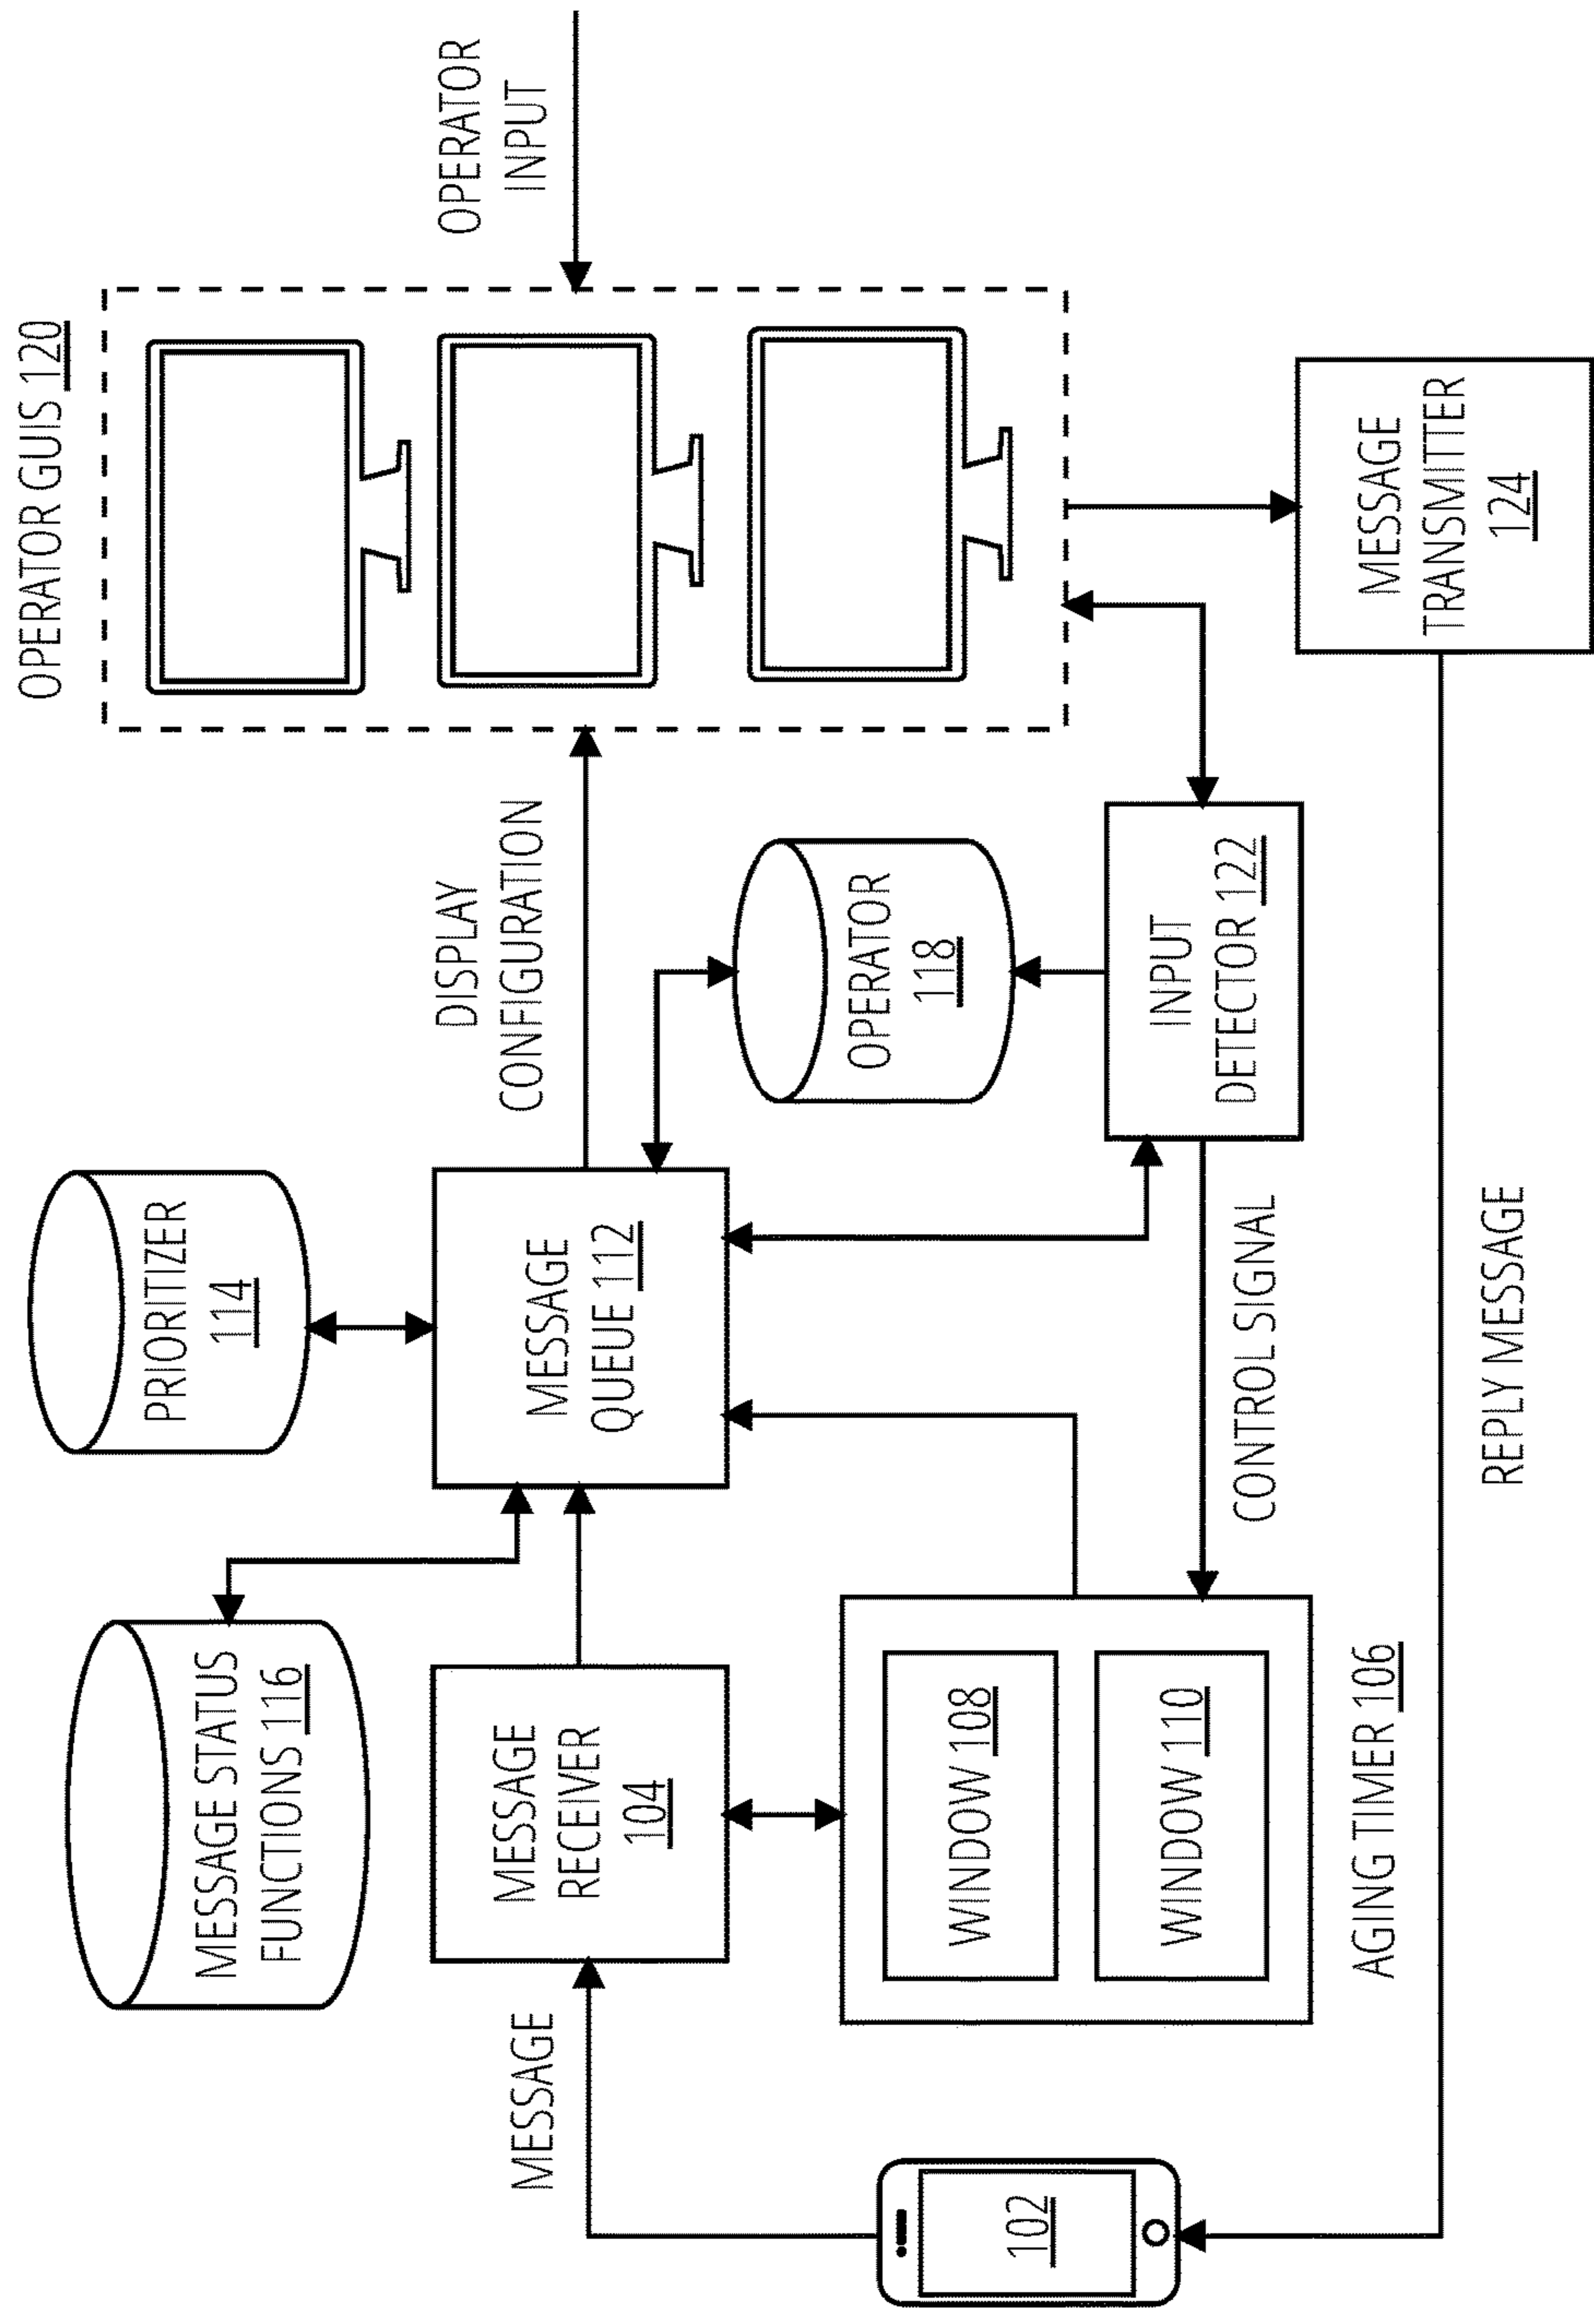 MESSAGE STATUS
FUNCTIONS 116
PRIORITIZER
114
OPERATOR GUIS 120
MESSAGE
MESSAGE
RECEIVER
104
MESSAGE
QUEUE 112
DISPLAY
CONFIGURATION
OPERATOR
INPUT
OPERATOR
118
102
WINDOW 108
WINDOW 110
AGING TIMER 106
CONTROL SIGNAL
INPUT
DETECTOR 122
MESSAGE
TRANSMITTER
124
REPLY MESSAGE